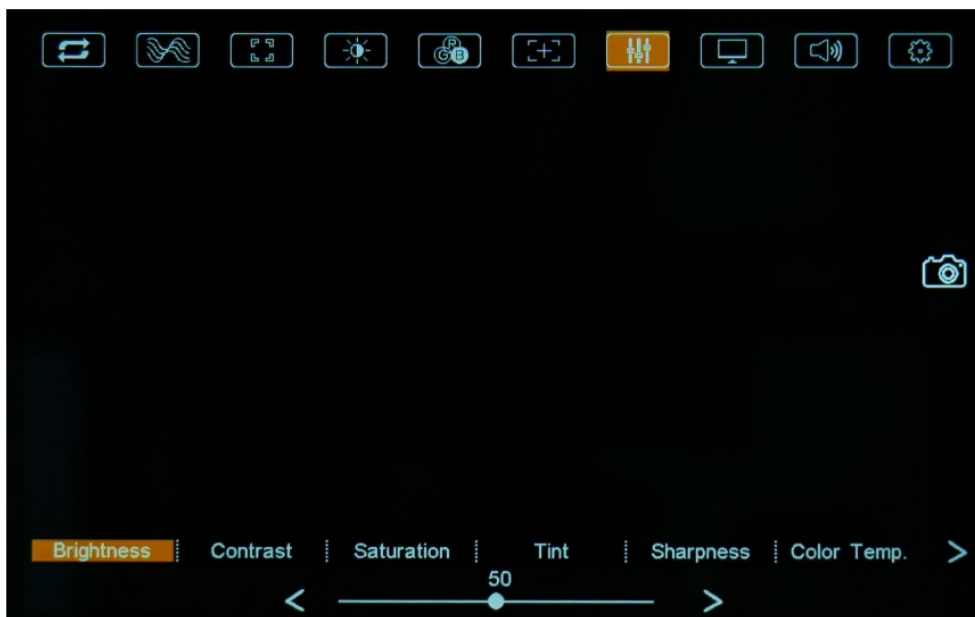 R
G B
Brightness Contrast Saturation Tint Sharpness Color Temp. >
50
< >